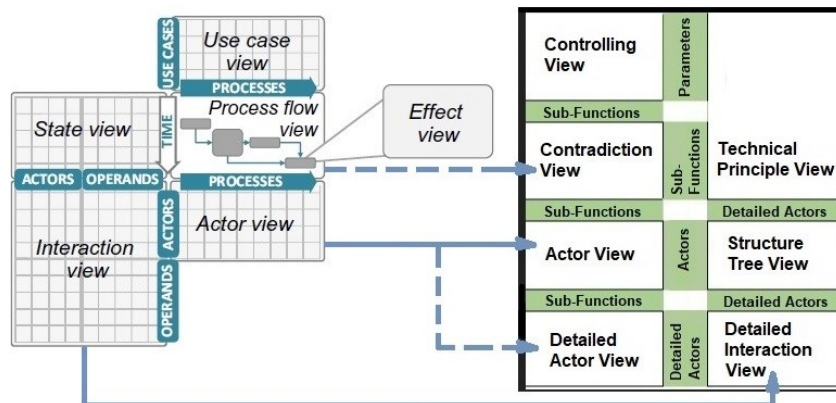 USE CASES
Use case
view
PROCESSES
State view
TIME
Process flow
view
Effect
view
ACTORS
OPERANDS
PROCESSES
Interaction
view
ACTORS
OPERANDS
Actor view
Controlling
View
Parameters
Sub-Functions
Contradiction
View
Sub-
Functions
Technical
Principle View
Sub-Functions
Detailed Actors
Actor View
Actors
Structure
Tree View
Sub-Functions
Detailed Actors
Detailed
Actor View
Detailed
Actors
Detailed
Interaction
View